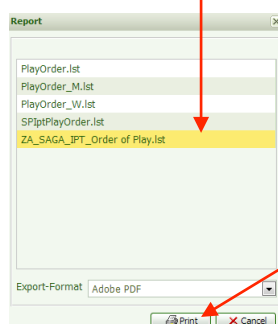 Report
PlayOrder.lst
PlayOrder_M.lst
PlayOrder_W.lst
SPIptPlayOrder.lst
ZA_SAGA_IPT_Order of Play.lst
Export-Format Adobe PDF
Print Cancel